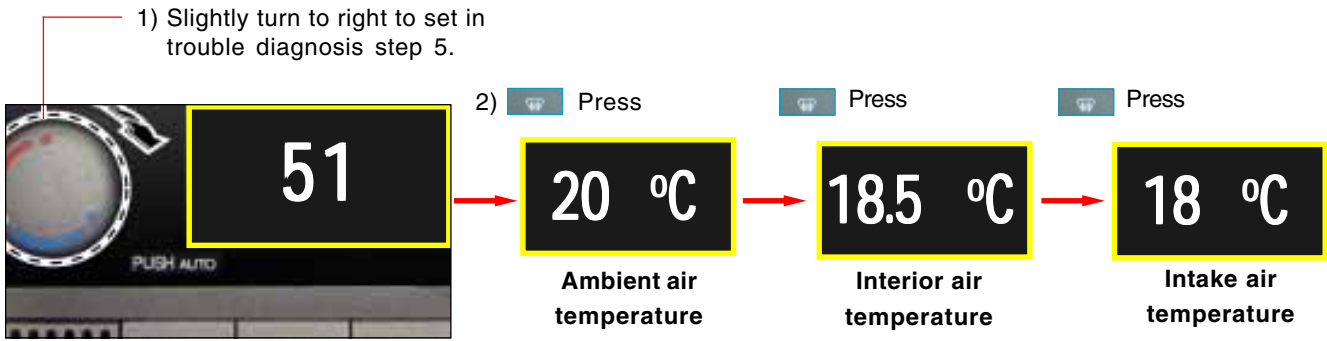 1) Slightly turn to right to set in
trouble diagnosis step 5.
51
PUSH AUTO
2) Press
20 ºC
Ambient air
temperature
Press
18.5 ºC
Interior air
temperature
Press
18 ºC
Intake air
temperature